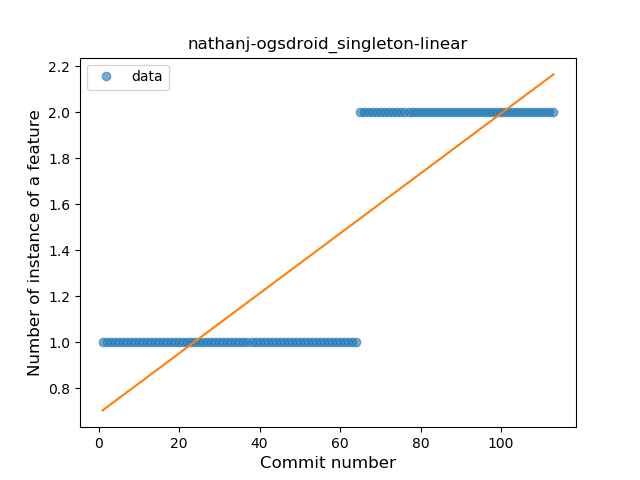 nathanj-ogsdroid_singleton-linear
data
Number of instance of a feature
2.2
2.0
1.8
1.6
1.4
1.2
1.0
0.8
0 20 40 60 80 100
Commit number